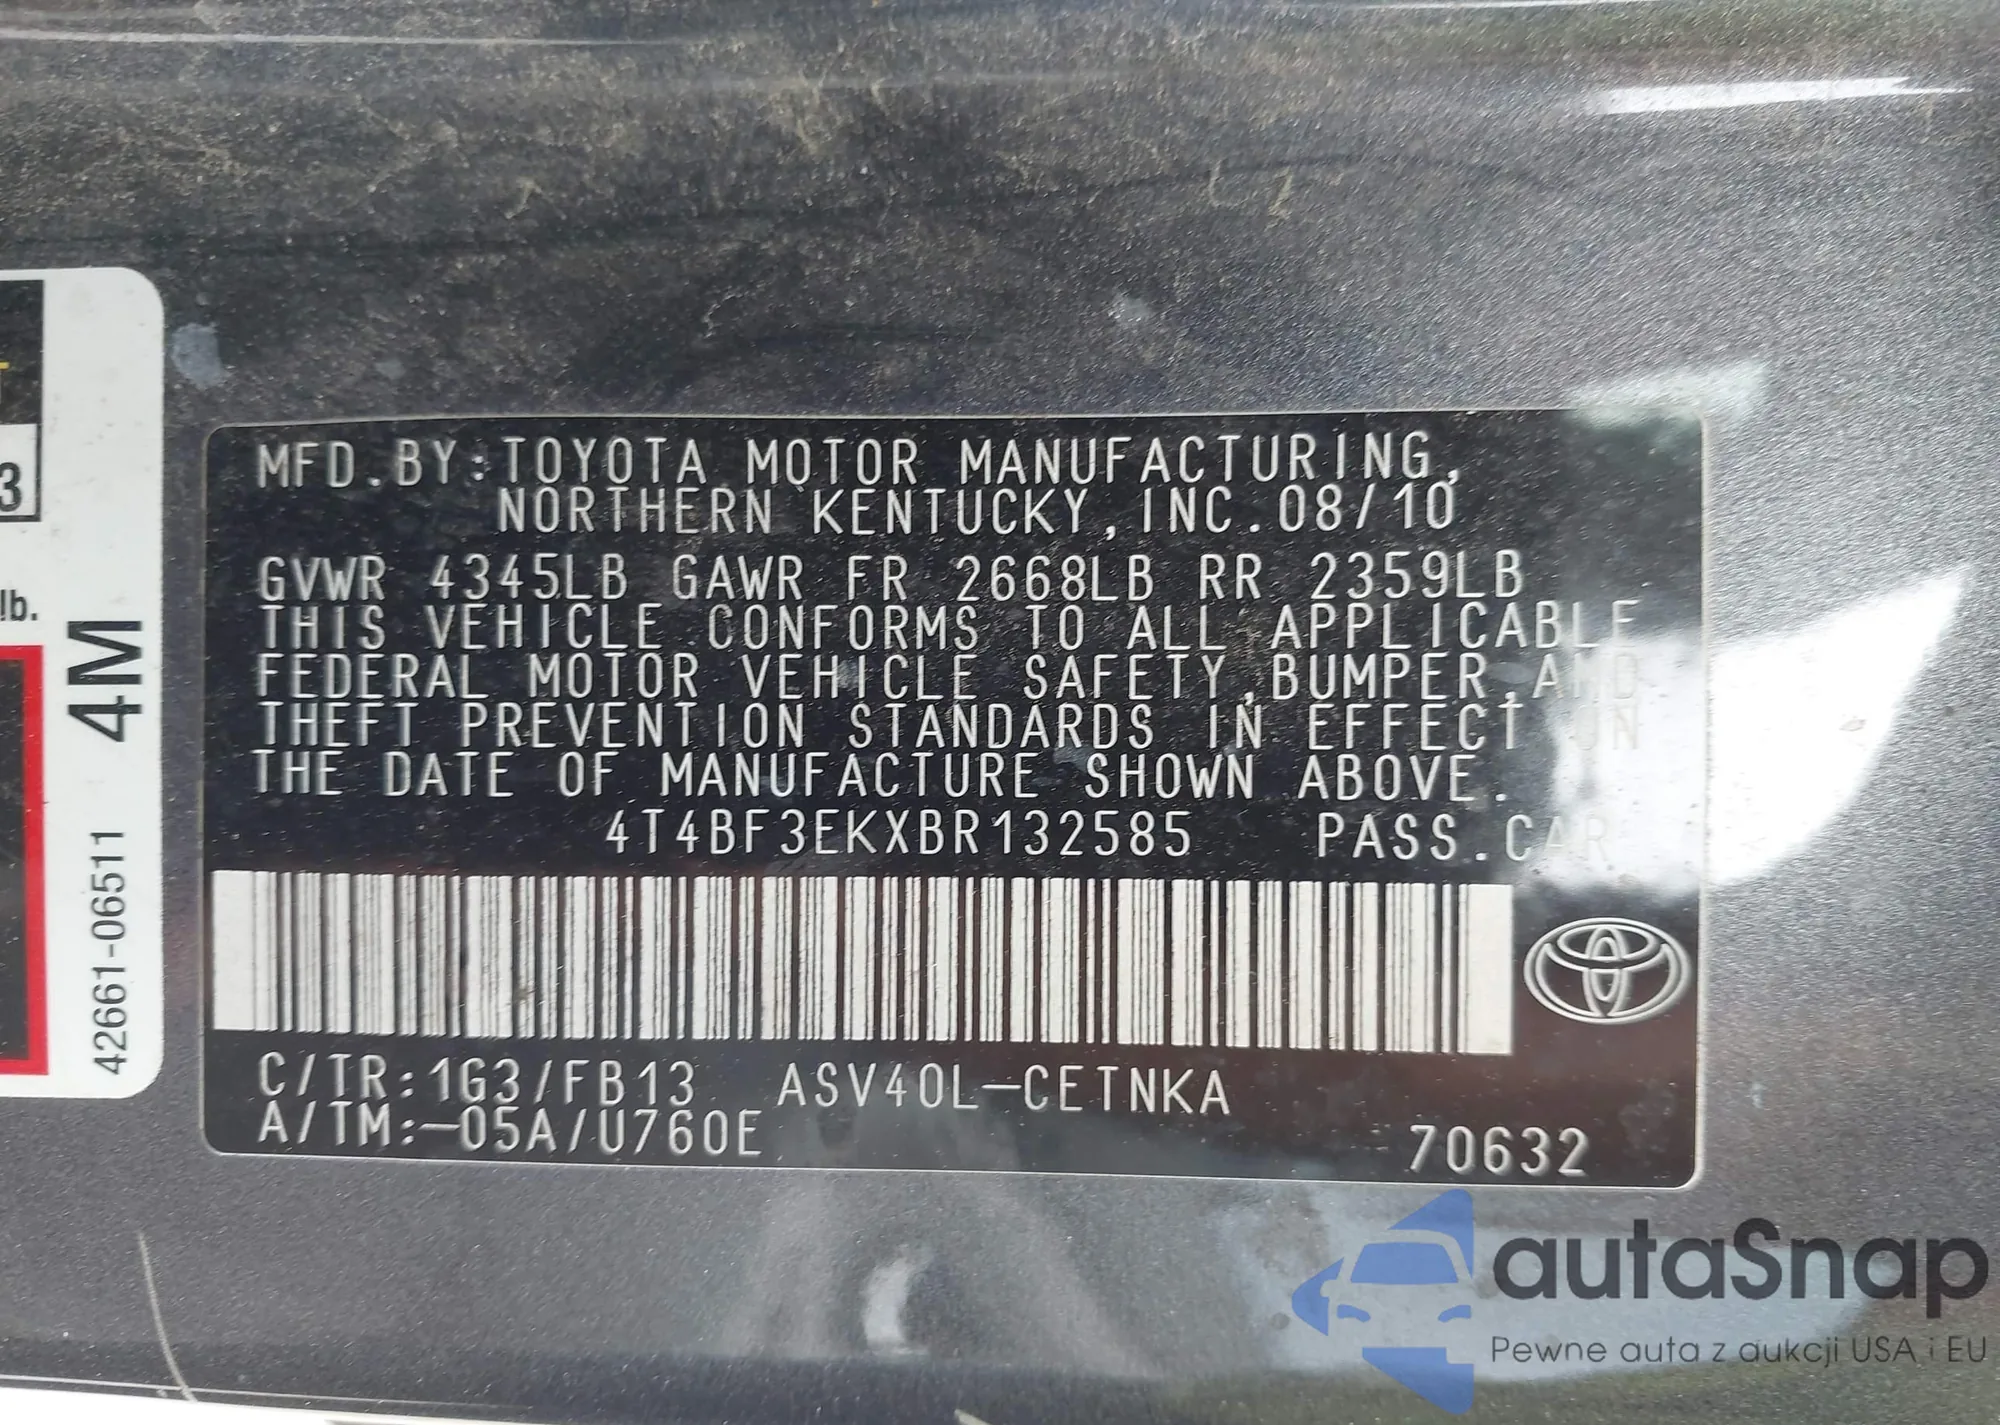 T
3
lb.
42661-06511 4M
MFD.BY:TOYOTA MOTOR MANUFACTURING,
NORTHERN KENTUCKY,INC.08/10
GVWR 4345LB GAWR FR 2668LB RR 2359LB
THIS VEHICLE CONFORMS TO ALL APPLICABLE
FEDERAL MOTOR VEHICLE SAFETY,BUMPER,AND
THEFT PREVENTION STANDARDS IN EFFECT ON
THE DATE OF MANUFACTURE SHOWN ABOVE.
4T4BF3EKXBR132585 PASS.CAR
C/TR:1G3/FB13 ASV40L-CETNKA
A/TM:-05A/U760E
70632
autaSnap
Pewne auta z aukcji USA i EU